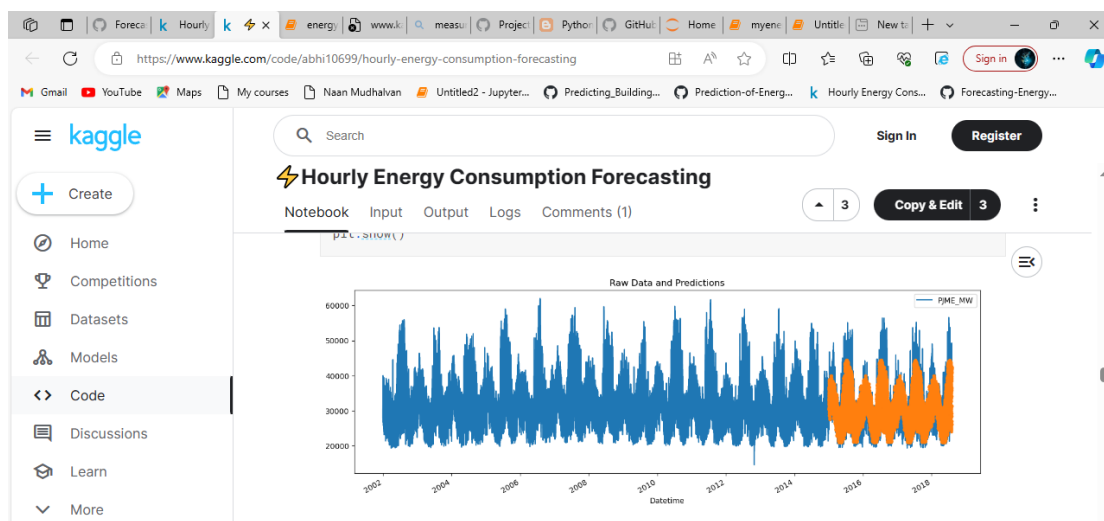 Foreca
Hourly
energy
www.k
measur
Project
Python
GitHub
Home
myene
Untitle
New ta
https://www.kaggle.com/code/abhi10699/hourly-energy-consumption-forecasting
Sign in
Gmail
YouTube
Maps
My courses
Naan Mudhalvan
Untitled2 - Jupyter...
Predicting_Building...
Prediction-of-Energ...
Hourly Energy Cons...
Forecasting-Energy...
kaggle
Search
Sign In
Register
Create
⚡Hourly Energy Consumption Forecasting
3
Copy & Edit 3
Notebook
Input
Output
Logs
Comments (1)
Home
Competitions
Datasets
Models
Code
Discussions
Learn
More
plt.show()
Raw Data and Predictions
PJME_MW
60000
50000
40000
30000
20000
2002
2004
2006
2008
2010
2012
2014
2016
2018
Datetime